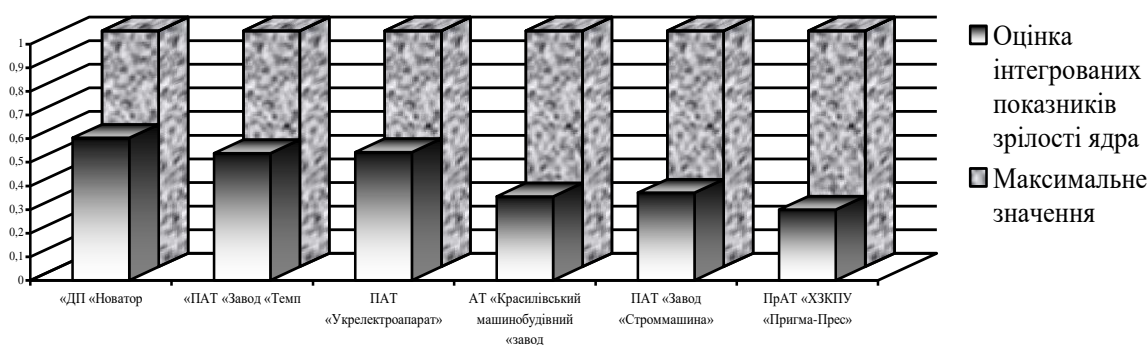 1
0,9
0,8
0,7
0,6
0,5
0,4
0,3
0,2
0,1
0
«ДП «Новатор
«ПАТ «Завод «Темп
ПАТ
«Укрелектроапарат»
АТ «Красилівський
машинобудівний
«завод
ПАТ «Завод
«Строммашина»
ПрАТ «ХЗКПУ
«Пригма-Прес»
Оцінка
інтегрованих
показників
зрілості ядра
Максимальне
значення